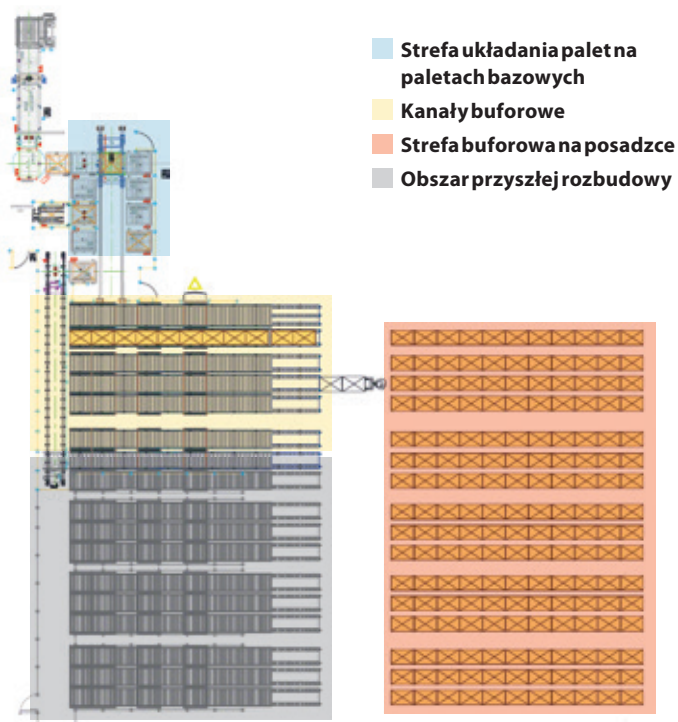 Strefa układania palet na
paletach bazowych
Kanały buforowe
Strefa buforowa na posadzce
Obszar przyszłej rozbudowy